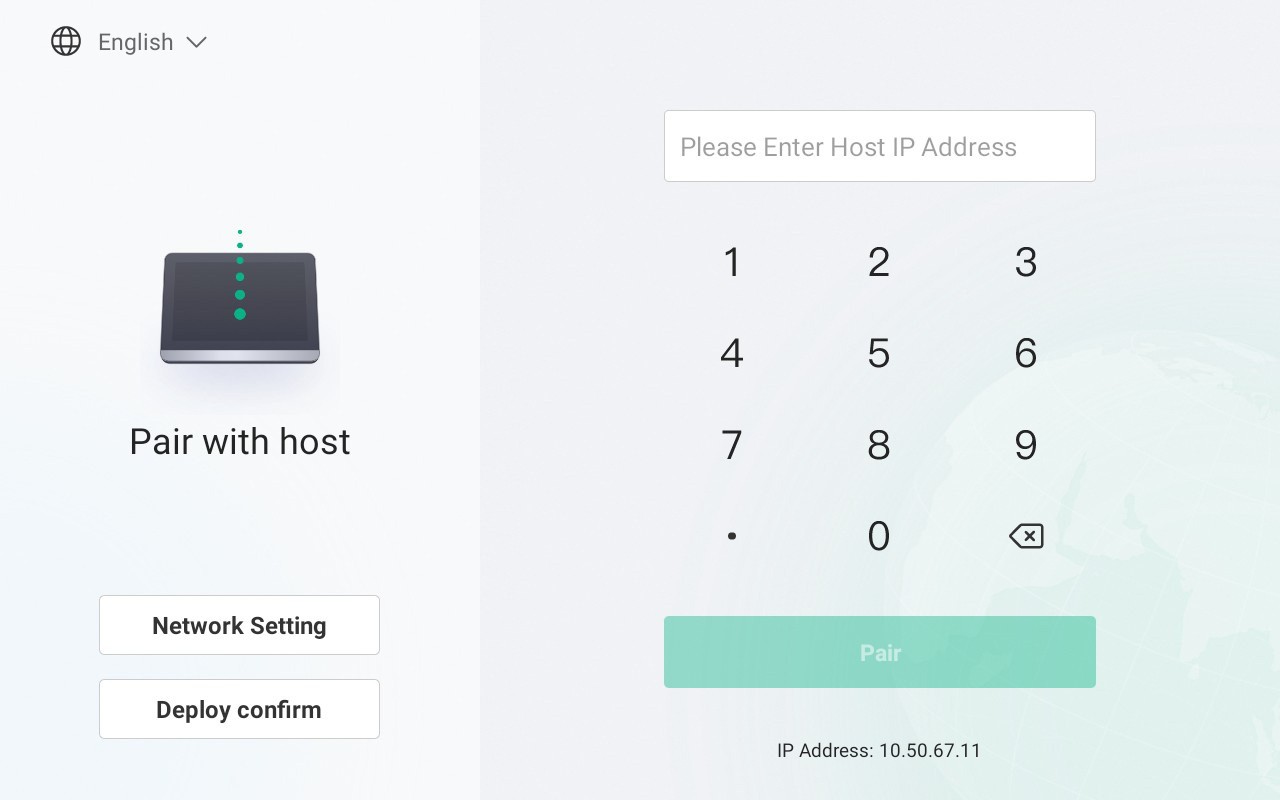 English
Pair with host
Network Setting
Deploy confirm
Please Enter Host IP Address
1 2 3
4 5 6
7 8 9
. 0
Pair
IP Address: 10.50.67.11